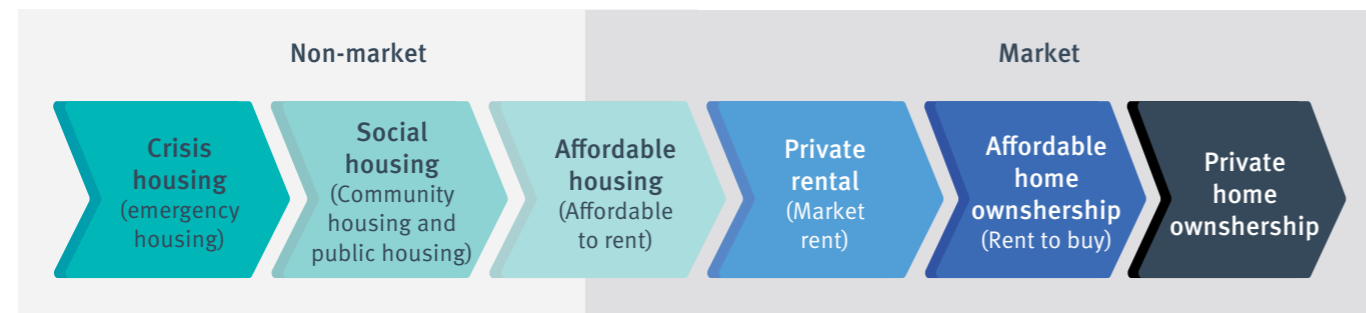 Non-market
Market
Crisis
housing
(emergency
housing)
Social
housing
(Community
housing and
public housing)
Affordable
housing
(Affordable
to rent)
Private
rental
(Market
rent)
Affordable
home
ownshership
(Rent to buy)
Private
home
ownshership